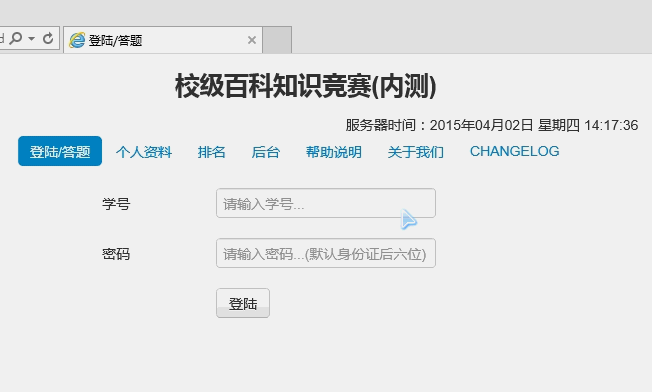 登陆/答题
校级百科知识竞赛(内测)
服务器时间：2015年04月02日 星期四 14:17:36
登陆/答题 个人资料 排名 后台 帮助说明 关于我们 CHANGELOG
学号 请输入学号...
密码 请输入密码...(默认身份证后六位)
登陆